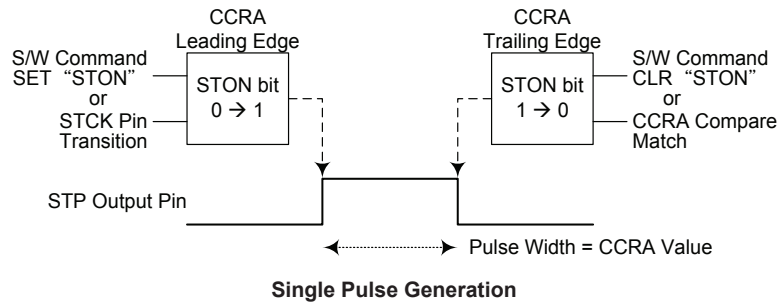 CCRA
Leading Edge
CCRA
Trailing Edge
S/W Command
SET “STON”
or
STCK Pin
Transition
STON bit
0 → 1
STON bit
1 → 0
S/W Command
CLR “STON”
or
CCRA Compare
Match
STP Output Pin
Pulse Width = CCRA Value
Single Pulse Generation